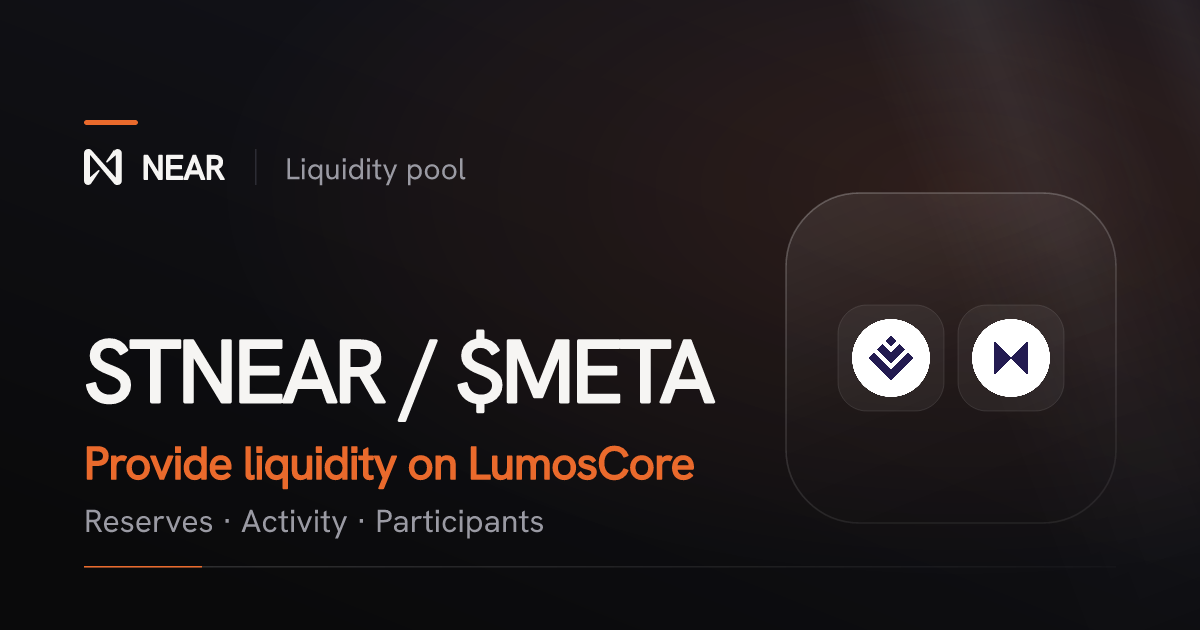 NEAR | Liquidity pool
STNEAR / $META
Provide liquidity on LumosCore
Reserves · Activity · Participants